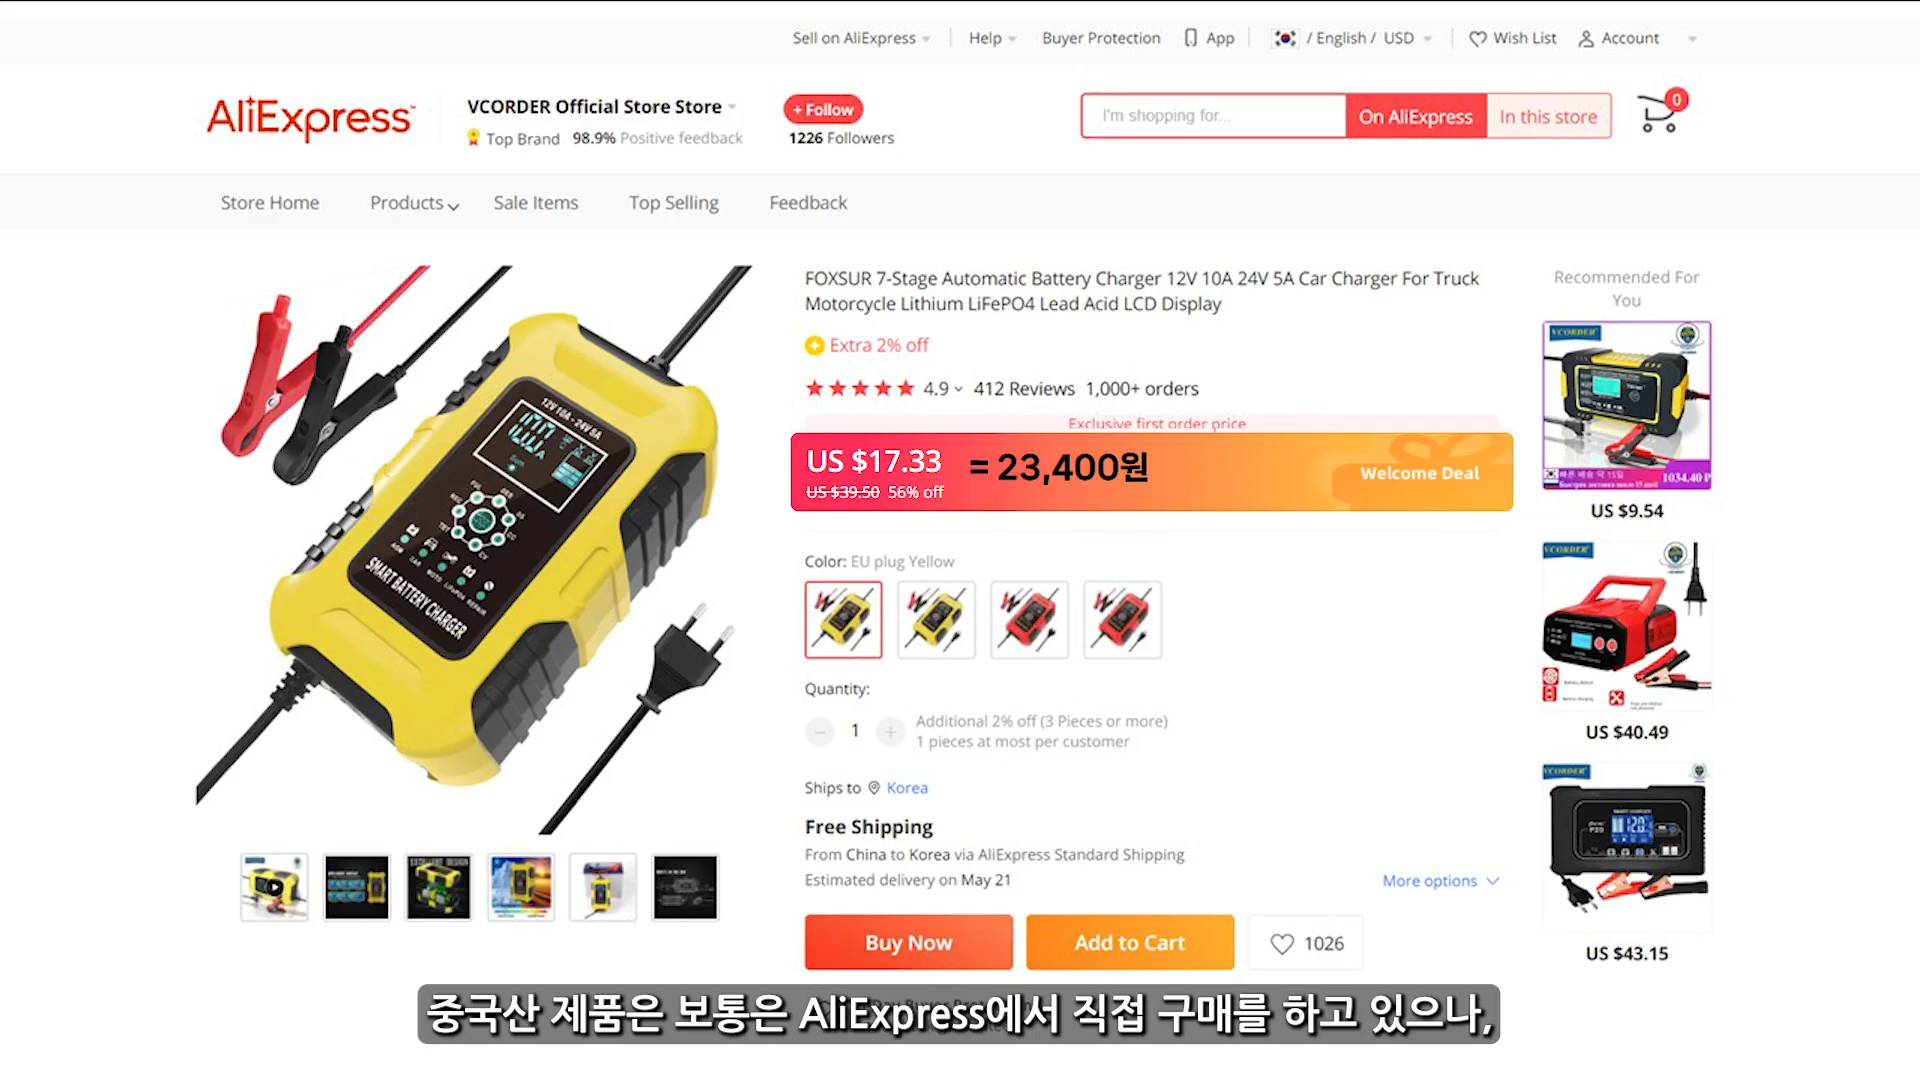 Sell on AliExpress
Help
Buyer Protection
App
/ English / USD
Wish List
Account
AliExpress
VCORDER Official Store Store
+ Follow
Top Brand 98.9% Positive feedback
1226 Followers
I'm shopping for...
On AliExpress
In this store
0
Store Home
Products
Sale Items
Top Selling
Feedback
12V 10A - 24V 5A
SMART BATTERY CHARGER
FOXSUR 7-Stage Automatic Battery Charger 12V 10A 24V 5A Car Charger For Truck
Motorcycle Lithium LiFePO4 Lead Acid LCD Display
Extra 2% off
4.9 412 Reviews 1,000+ orders
Exclusive first order price
US $17.33 = 23,400원
US $39.50 56% off
Welcome Deal
Color: EU plug Yellow
Quantity:
1
Additional 2% off (3 Pieces or more)
1 pieces at most per customer
Ships to Korea
Free Shipping
From China to Korea via AliExpress Standard Shipping
Estimated delivery on May 21
More options
Buy Now
Add to Cart
1026
Recommended For
You
VCORDER
1034.40 P
US $9.54
VCORDER
US $40.49
VCORDER
US $43.15
중국산 제품은 보통은 AliExpress에서 직접 구매를 하고 있으나,